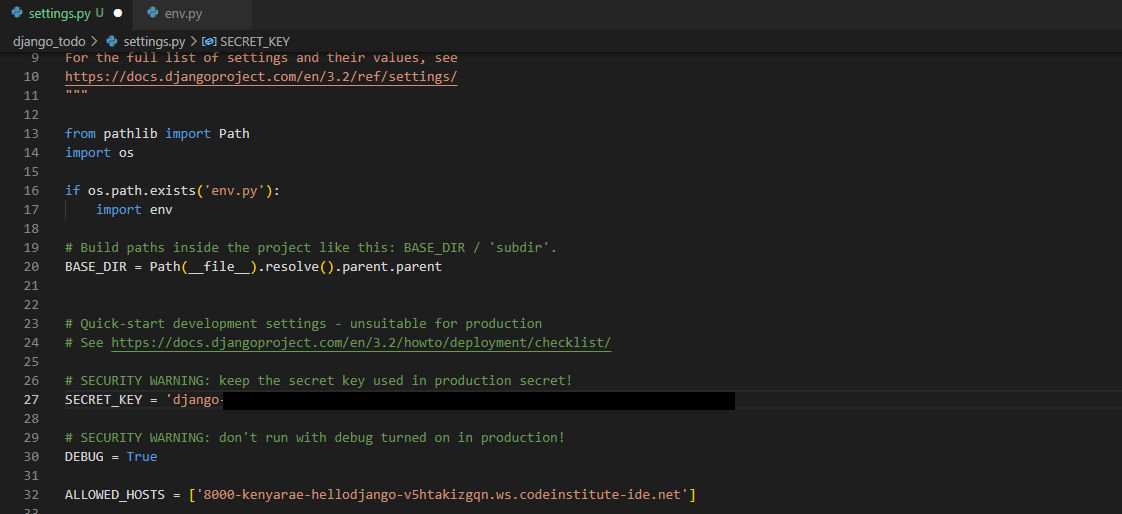 settings.py U
env.py
django_todo > settings.py > SECRET_KEY
9 For the full list of settings and their values, see
10 https://docs.djangoproject.com/en/3.2/ref/settings/
11 """
12
13 from pathlib import Path
14 import os
15
16 if os.path.exists('env.py'):
17 import env
18
19 # Build paths inside the project like this: BASE_DIR / 'subdir'.
20 BASE_DIR = Path(__file__).resolve().parent.parent
21
22
23 # Quick-start development settings - unsuitable for production
24 # See https://docs.djangoproject.com/en/3.2/howto/deployment/checklist/
25
26 # SECURITY WARNING: keep the secret key used in production secret!
27 SECRET_KEY = 'django-
28
29 # SECURITY WARNING: don't run with debug turned on in production!
30 DEBUG = True
31
32 ALLOWED_HOSTS = ['8000-kenyarae-hellodjango-v5htakizgqn.ws.codeinstitute-ide.net']
33